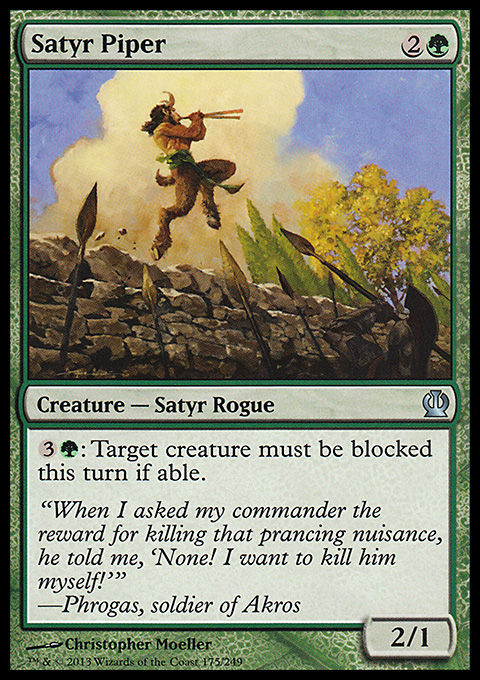 Satyr Piper 2
Creature — Satyr Rogue
3: Target creature must be blocked
this turn if able.
“When I asked my commander the
reward for killing that prancing nuisance,
he told me, ‘None! I want to kill him
myself!’”
—Phrogas, soldier of Akros
2/1
Christopher Moeller
™ & © 2013 Wizards of the Coast 175/249